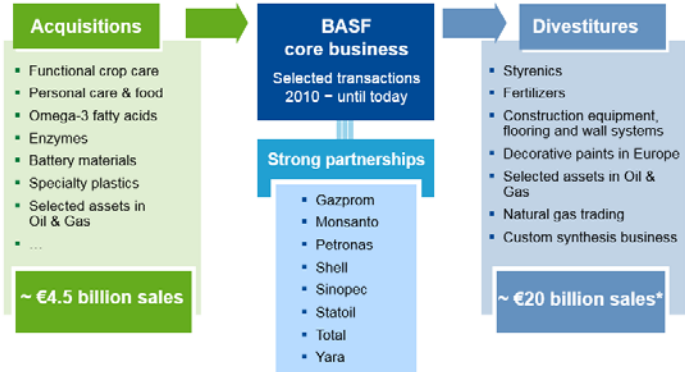 Acquisitions
▪ Functional crop care
▪ Personal care & food
▪ Omega-3 fatty acids
▪ Enzymes
▪ Battery materials
▪ Specialty plastics
▪ Selected assets in
Oil & Gas
▪ …
~ €4.5 billion sales
BASF
core business
Selected transactions
2010 – until today
Strong partnerships
▪ Gazprom
▪ Monsanto
▪ Petronas
▪ Shell
▪ Sinopec
▪ Statoil
▪ Total
▪ Yara
Divestitures
▪ Styrenics
▪ Fertilizers
▪ Construction equipment,
flooring and wall systems
▪ Decorative paints in Europe
▪ Selected assets in Oil &
Gas
▪ Natural gas trading
▪ Custom synthesis business
~ €20 billion sales*